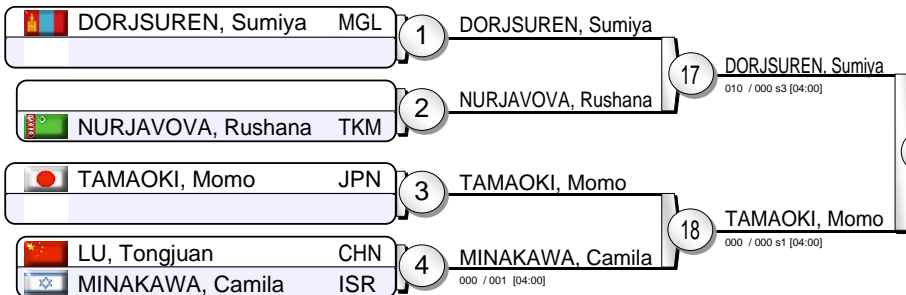 DORJSUREN, Sumiya MGL
1
DORJSUREN, Sumiya
17
DORJSUREN, Sumiya
010 / 000 s3 [04:00]
2
NURJAVOVA, Rushana
NURJAVOVA, Rushana TKM
TAMAOKI, Momo JPN
3
TAMAOKI, Momo
18
TAMAOKI, Momo
000 / 000 s1 [04:00]
LU, Tongjuan CHN
4
MINAKAWA, Camila
000 / 001 [04:00]
MINAKAWA, Camila ISR